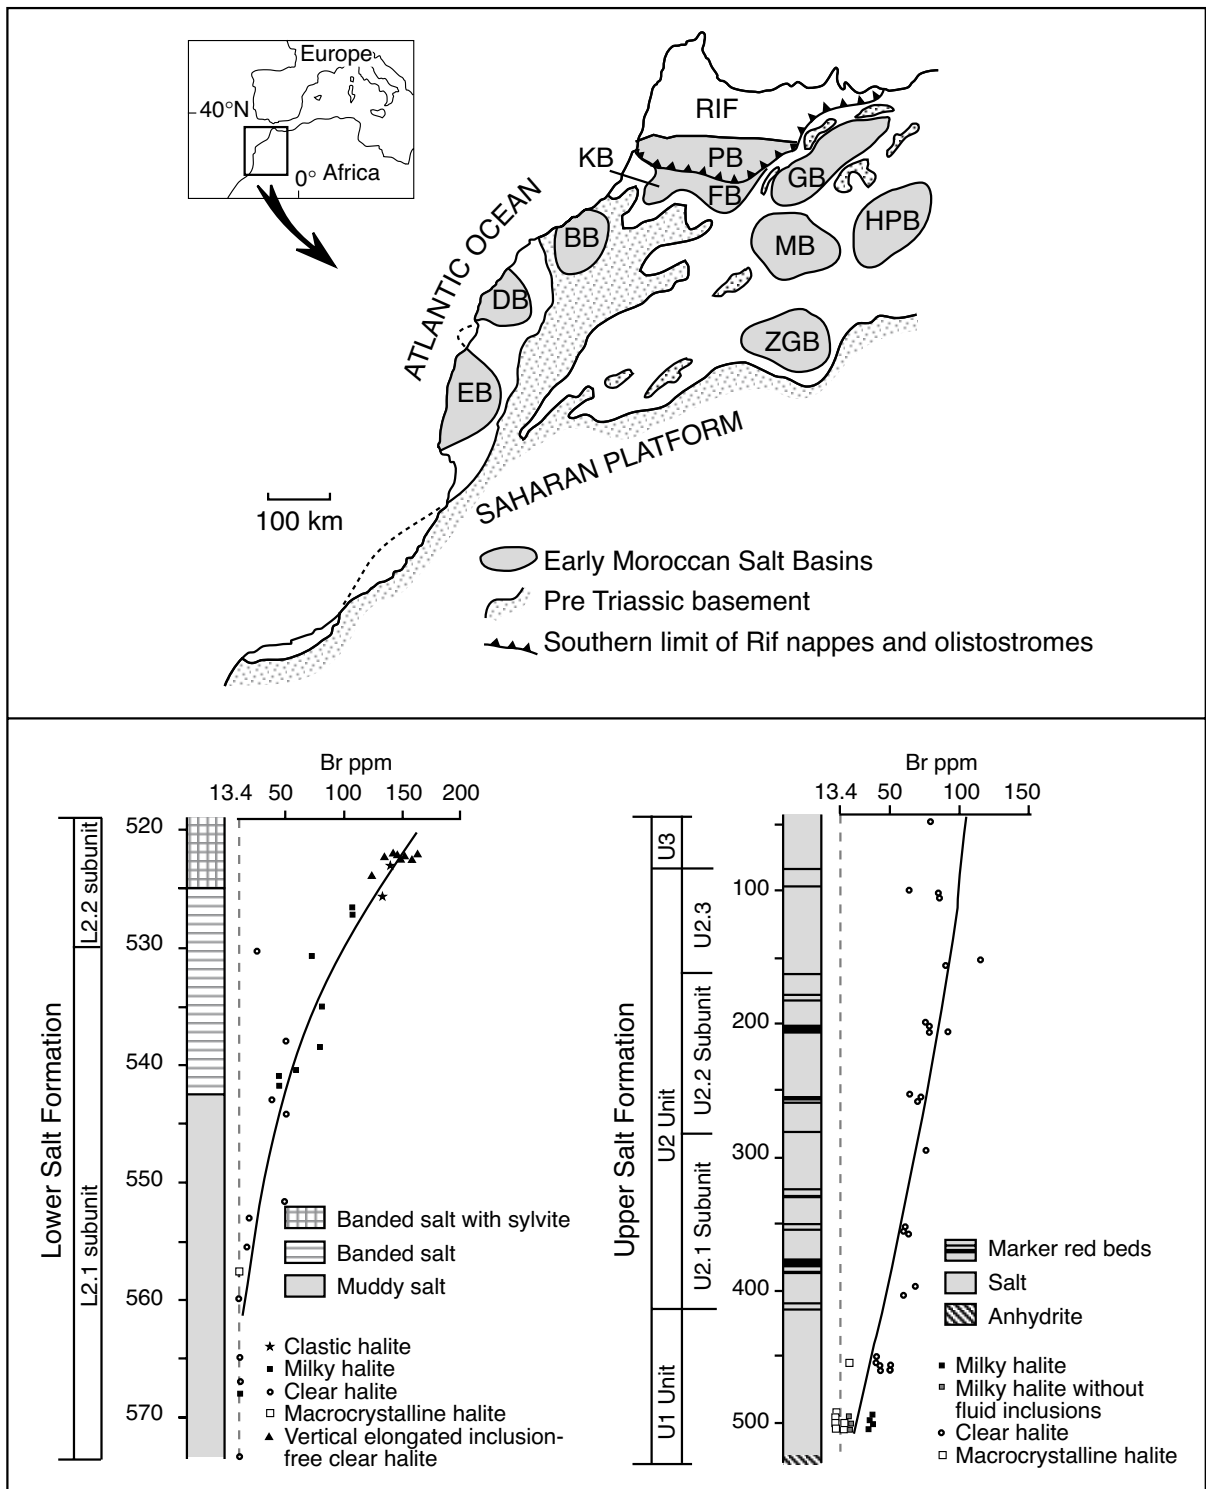 Europe
40°N
0° Africa
RIF
KB
PB
FB
GB
HPB
MB
BB
DB
ZGB
EB
ATLANTIC OCEAN
SAHARAN PLATFORM
100 km
Early Moroccan Salt Basins
Pre Triassic basement
Southern limit of Rif nappes and olistostromes
Br ppm
13.4 50 100 150 200
520
530
540
550
560
570
Lower Salt Formation
L2.2 subunit
L2.1 subunit
Banded salt with sylvite
Banded salt
Muddy salt
Clastic halite
Milky halite
Clear halite
Macrocrystalline halite
Vertical elongated inclusion-
free clear halite
Br ppm
13.4 50 100 150
100
200
300
400
500
Upper Salt Formation
U3
U2 Unit
U1 Unit
U2.3
U2.2 Subunit
U2.1 Subunit
Marker red beds
Salt
Anhydrite
Milky halite
Milky halite without
fluid inclusions
Clear halite
Macrocrystalline halite